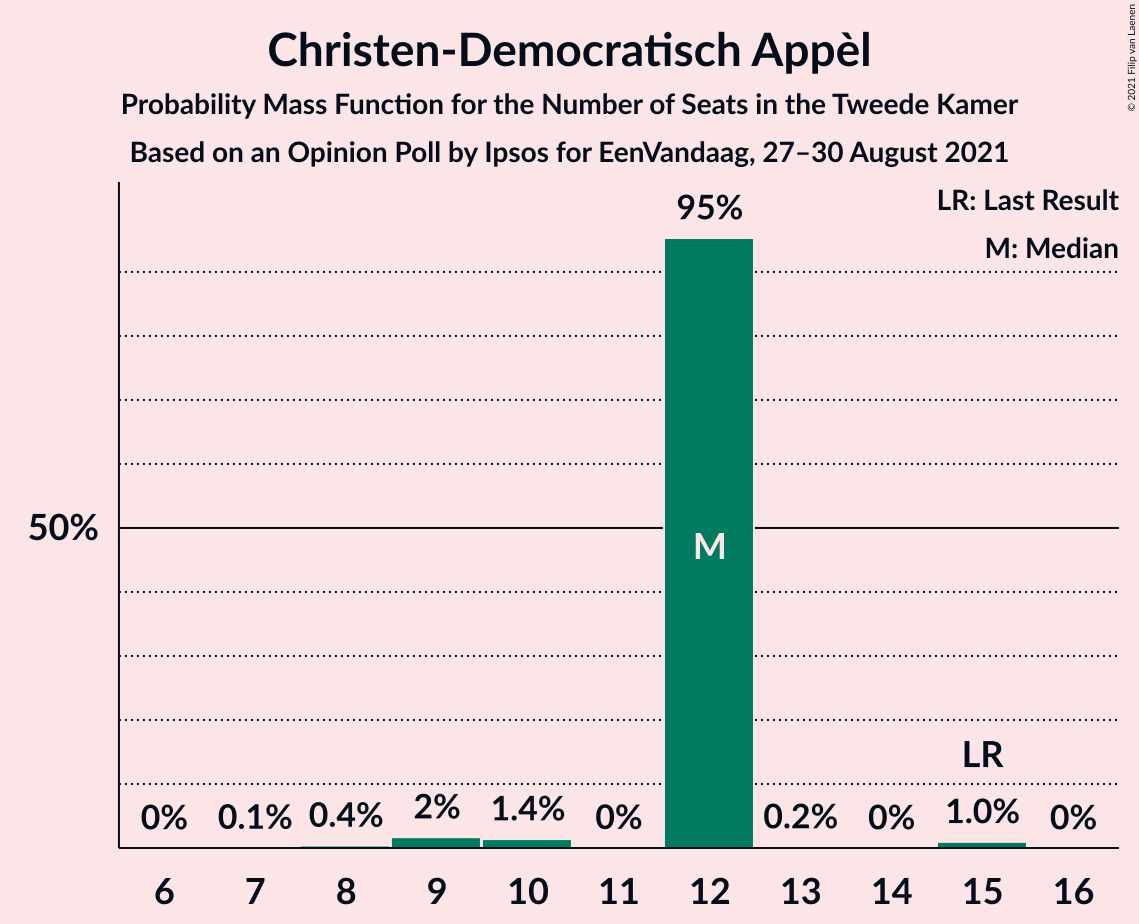 Christen-Democratisch Appèl
Probability Mass Function for the Number of Seats in the Tweede Kamer
Based on an Opinion Poll by Ipsos for EenVandaag, 27–30 August 2021
© 2021 Filip van Laenen
LR: Last Result
M: Median
95%
50%
M
LR
0% 0.1% 0.4% 2% 1.4% 0% 0.2% 0% 1.0% 0%
6 7 8 9 10 11 12 13 14 15 16